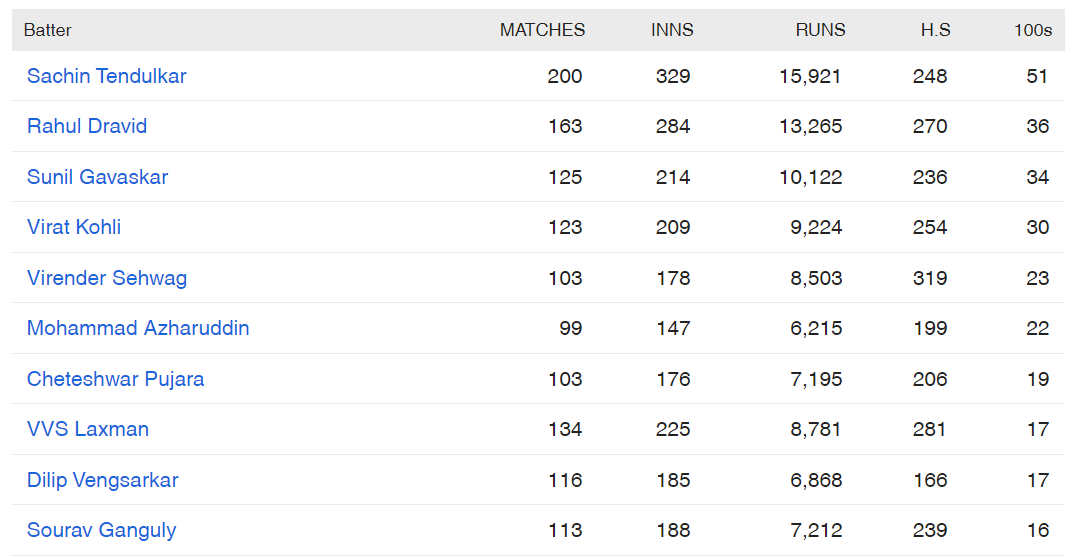 Batter MATCHES INNS RUNS H.S 100s
Sachin Tendulkar 200 329 15,921 248 51
Rahul Dravid 163 284 13,265 270 36
Sunil Gavaskar 125 214 10,122 236 34
Virat Kohli 123 209 9,224 254 30
Virender Sehwag 103 178 8,503 319 23
Mohammad Azharuddin 99 147 6,215 199 22
Cheteshwar Pujara 103 176 7,195 206 19
VVS Laxman 134 225 8,781 281 17
Dilip Vengsarkar 116 185 6,868 166 17
Sourav Ganguly 113 188 7,212 239 16